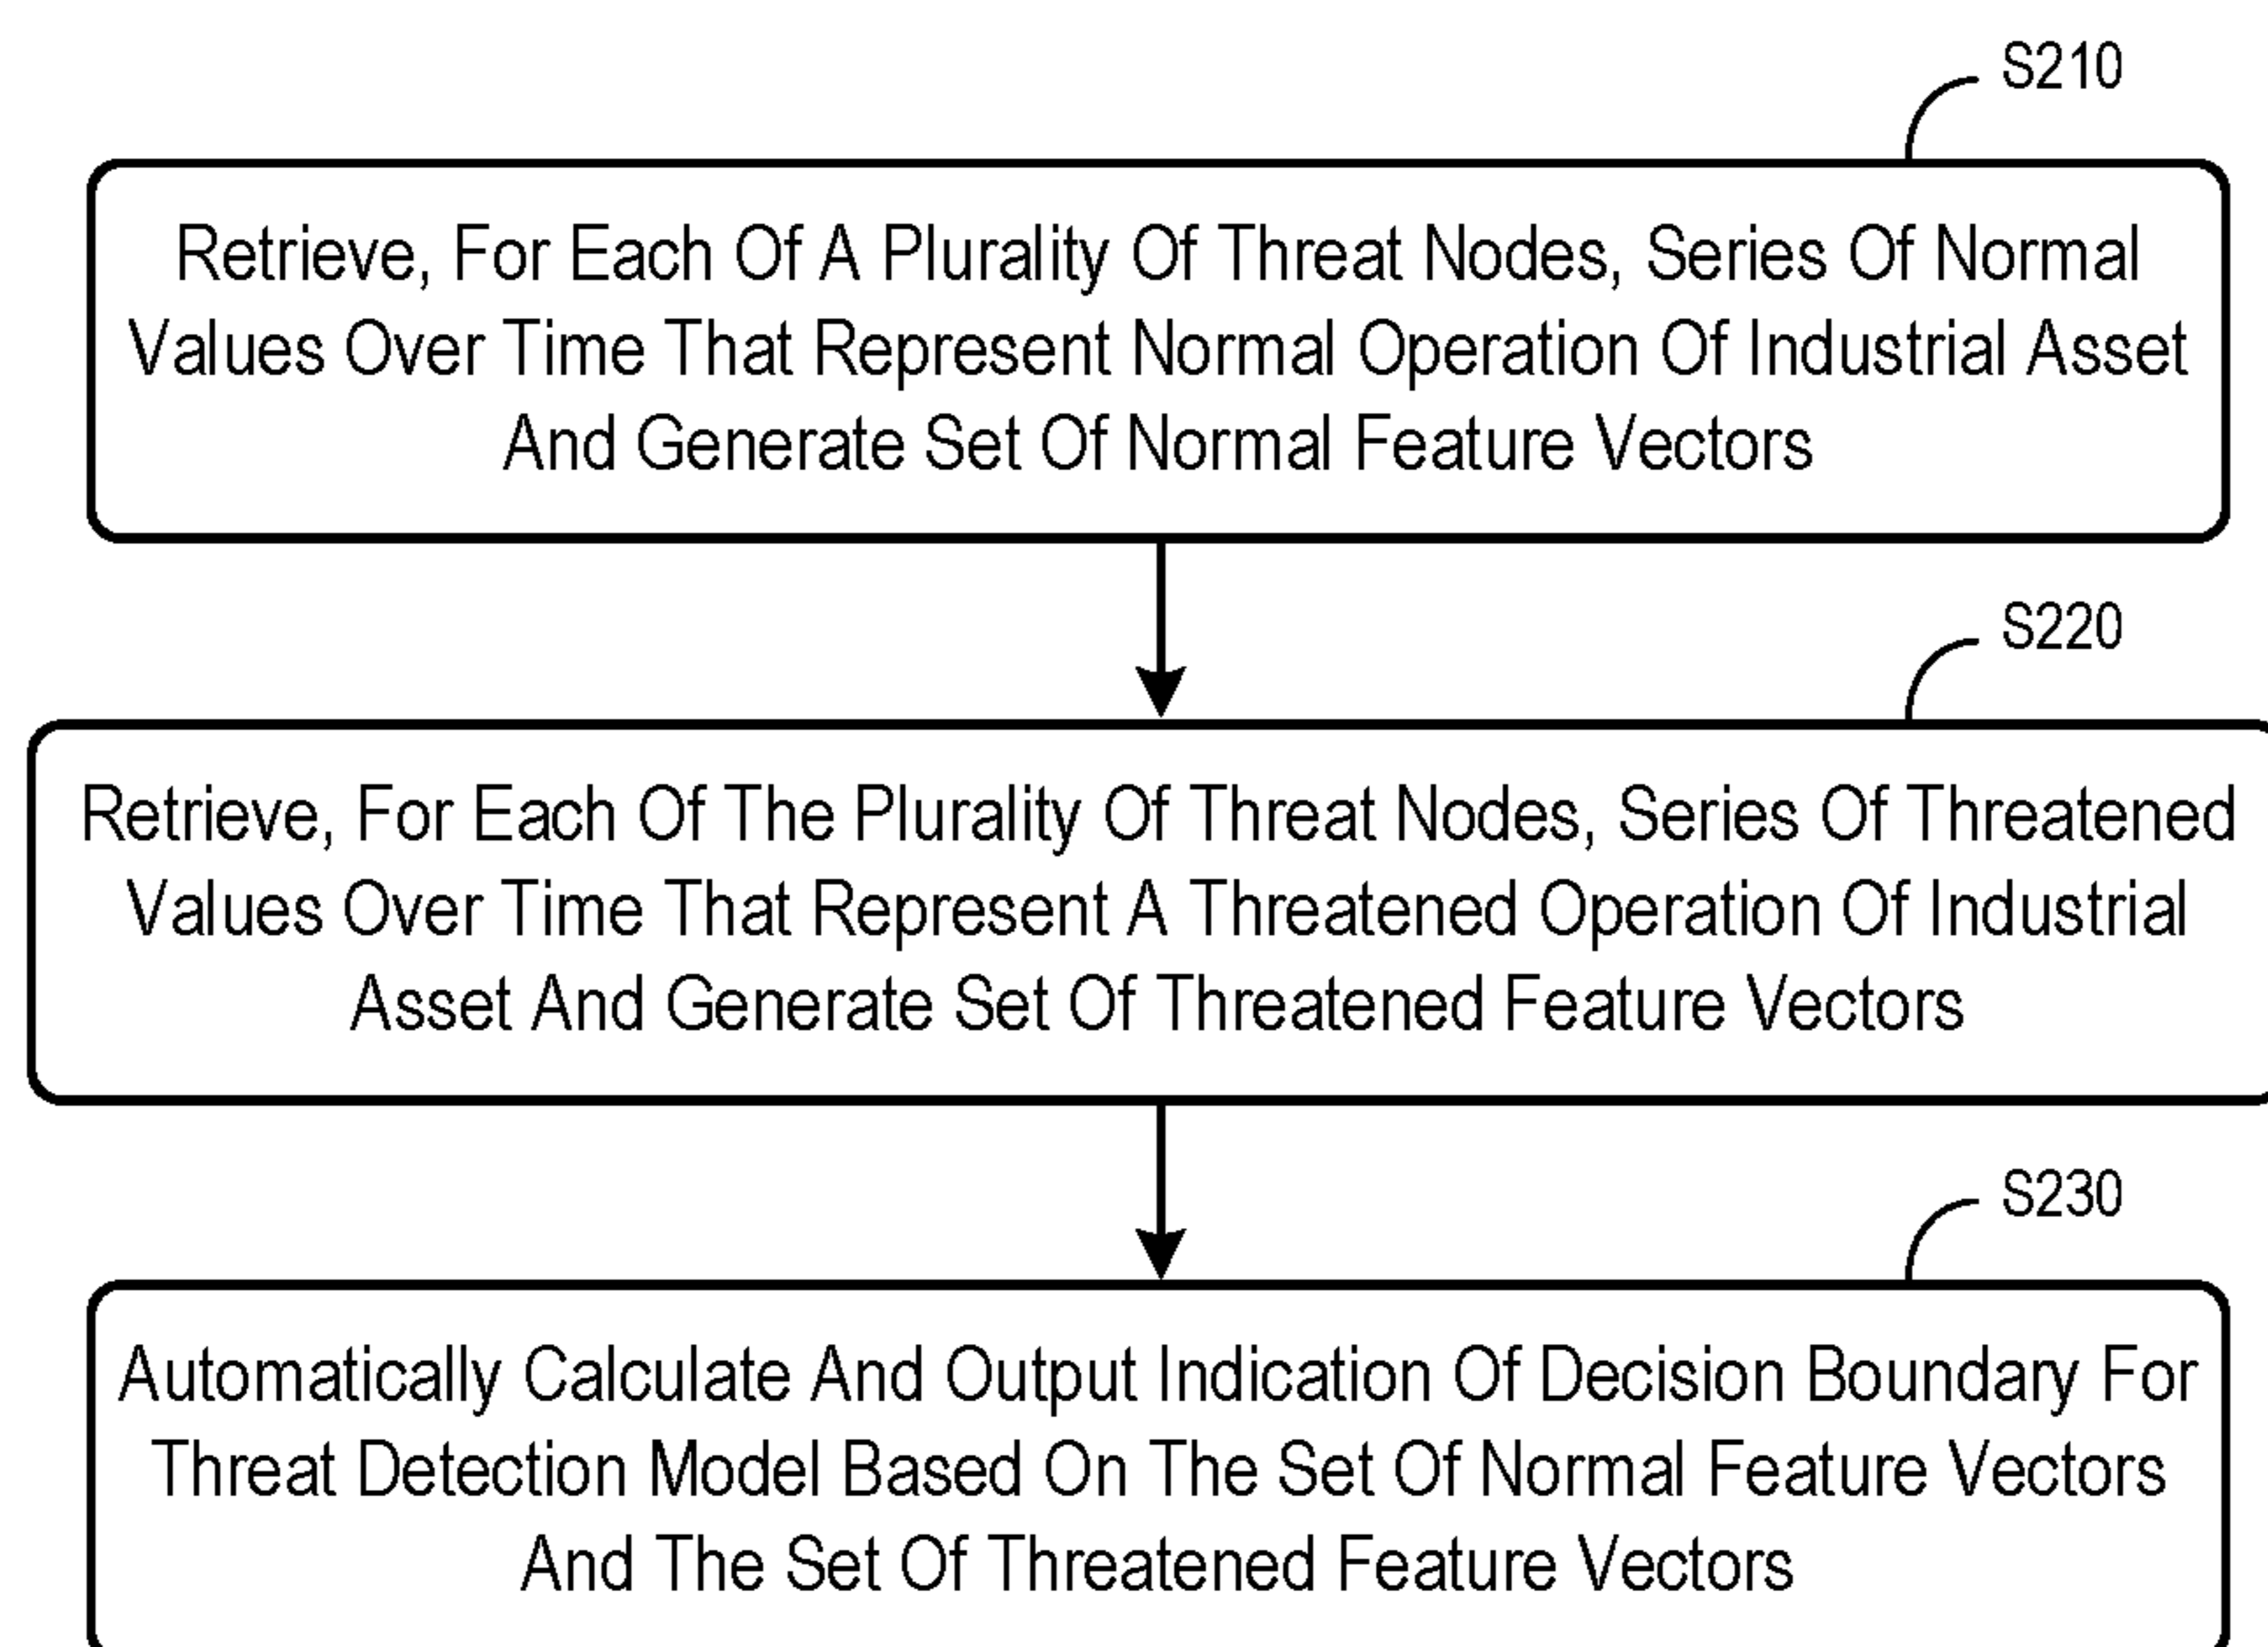 S210
Retrieve, For Each Of A Plurality Of Threat Nodes, Series Of Normal
Values Over Time That Represent Normal Operation Of Industrial Asset
And Generate Set Of Normal Feature Vectors
S220
Retrieve, For Each Of The Plurality Of Threat Nodes, Series Of Threatened
Values Over Time That Represent A Threatened Operation Of Industrial
Asset And Generate Set Of Threatened Feature Vectors
S230
Automatically Calculate And Output Indication Of Decision Boundary For
Threat Detection Model Based On The Set Of Normal Feature Vectors
And The Set Of Threatened Feature Vectors